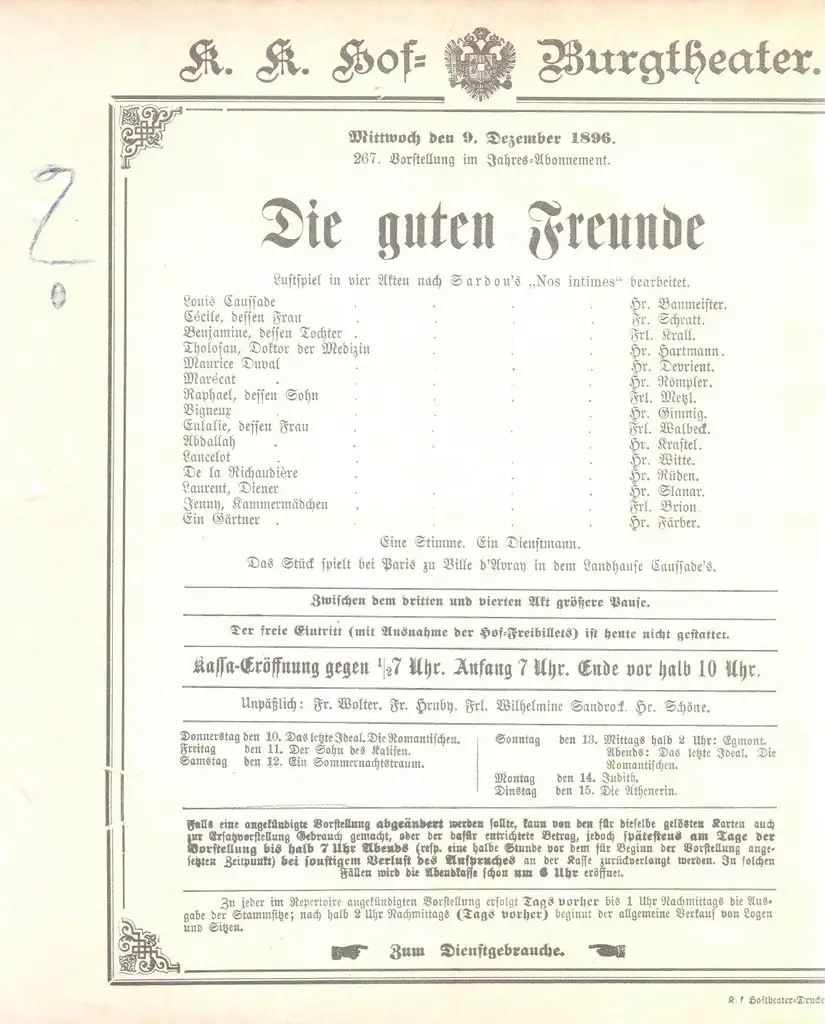 K. K. Hof= Burgtheater.
Mittwoch den 9. Dezember 1896.
267. Vorstellung im Jahres=Abonnement.
Die guten Freunde
Lustspiel in vier Akten nach Sardou's „Nos intimes“ bearbeitet.
Louis Caussade . . . . Hr. Baumeister.
Cécile, dessen Frau . . . . Fr. Schratt.
Benjamine, dessen Tochter . . . . Frl. Krall.
Tholosan, Doktor der Medizin . . . Hr. Hartmann.
Maurice Duval . . . . Hr. Devrient.
Marécat . . . . . Hr. Römpler.
Raphael, dessen Sohn . . . . Frl. Metzl.
Vigneux . . . . . Hr. Gimnig.
Eulalie, dessen Frau . . . . Frl. Walbeck.
Abdallah . . . . . Hr. Krastel.
Lancelot . . . . . Hr. Witte.
De la Richaudière . . . . Hr. Rüden.
Laurent, Diener . . . . Hr. Slanar.
Jenny, Kammermädchen . . . . Frl. Brion.
Ein Gärtner . . . . . Hr. Färber.
Eine Stimme. Ein Dienstmann.
Das Stück spielt bei Paris zu Ville d'Avray in dem Landhause Caussade's.
Zwischen dem dritten und vierten Akt größere Pause.
Der freie Eintritt (mit Ausnahme der Hof=Freibillets) ist heute nicht gestattet.
Kassa=Eröffnung gegen ½7 Uhr. Anfang 7 Uhr. Ende vor halb 10 Uhr.
Unpäßlich: Fr. Wolter. Fr. Hruby. Frl. Wilhelmine Sandrock. Hr. Schöne.
Donnerstag den 10. Das letzte Ideal. Die Romantischen.
Freitag den 11. Der Sohn des Kalifen.
Samstag den 12. Ein Sommernachtstraum.
Sonntag den 13. Mittags halb 2 Uhr: Egmont.
Abends: Das letzte Ideal. Die
Romantischen.
Montag den 14. Judith.
Dinstag den 15. Die Athenerin.
Falls eine angekündigte Vorstellung abgeändert werden sollte, kann von den für dieselbe gelösten Karten auch
zur Ersatzvorstellung Gebrauch gemacht, oder der dafür entrichtete Betrag, jedoch spätestens am Tage der
Vorstellung bis halb 7 Uhr Abends (resp. eine halbe Stunde vor dem für Beginn der Vorstellung ange=
setzten Zeitpunkt) bei sonstigem Verlust des Anspruches an der Kasse zurückverlangt werden. In solchen
Fällen wird die Abendkasse schon um 6 Uhr eröffnet.
Zu jeder im Repertoire angekündigten Vorstellung erfolgt Tags vorher bis 1 Uhr Nachmittags die Aus=
gabe der Stammsitze; nach halb 2 Uhr Nachmittags (Tags vorher) beginnt der allgemeine Verkauf von Logen
und Sitzen.
Zum Dienstgebrauche.